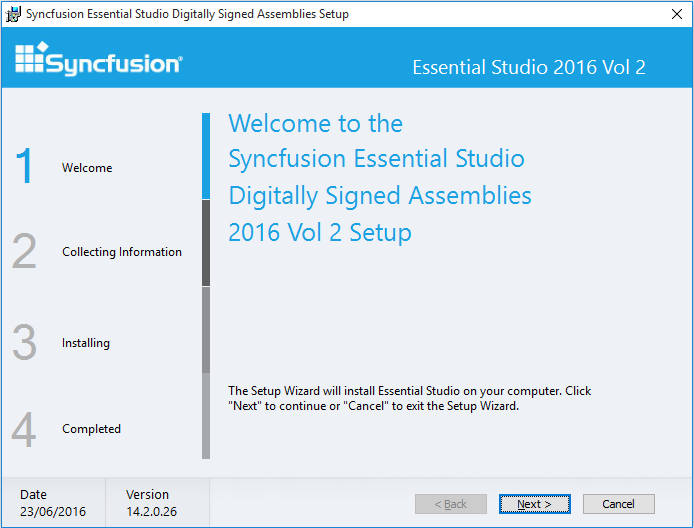 Syncfusion Essential Studio Digitally Signed Assemblies Setup
Syncfusion®
Essential Studio 2016 Vol 2
1
Welcome
2
Collecting Information
3
Installing
4
Completed
Welcome to the
Syncfusion Essential Studio
Digitally Signed Assemblies
2016 Vol 2 Setup
The Setup Wizard will install Essential Studio on your computer. Click
"Next" to continue or "Cancel" to exit the Setup Wizard.
Date
23/06/2016
Version
14.2.0.26
< Back
Next >
Cancel